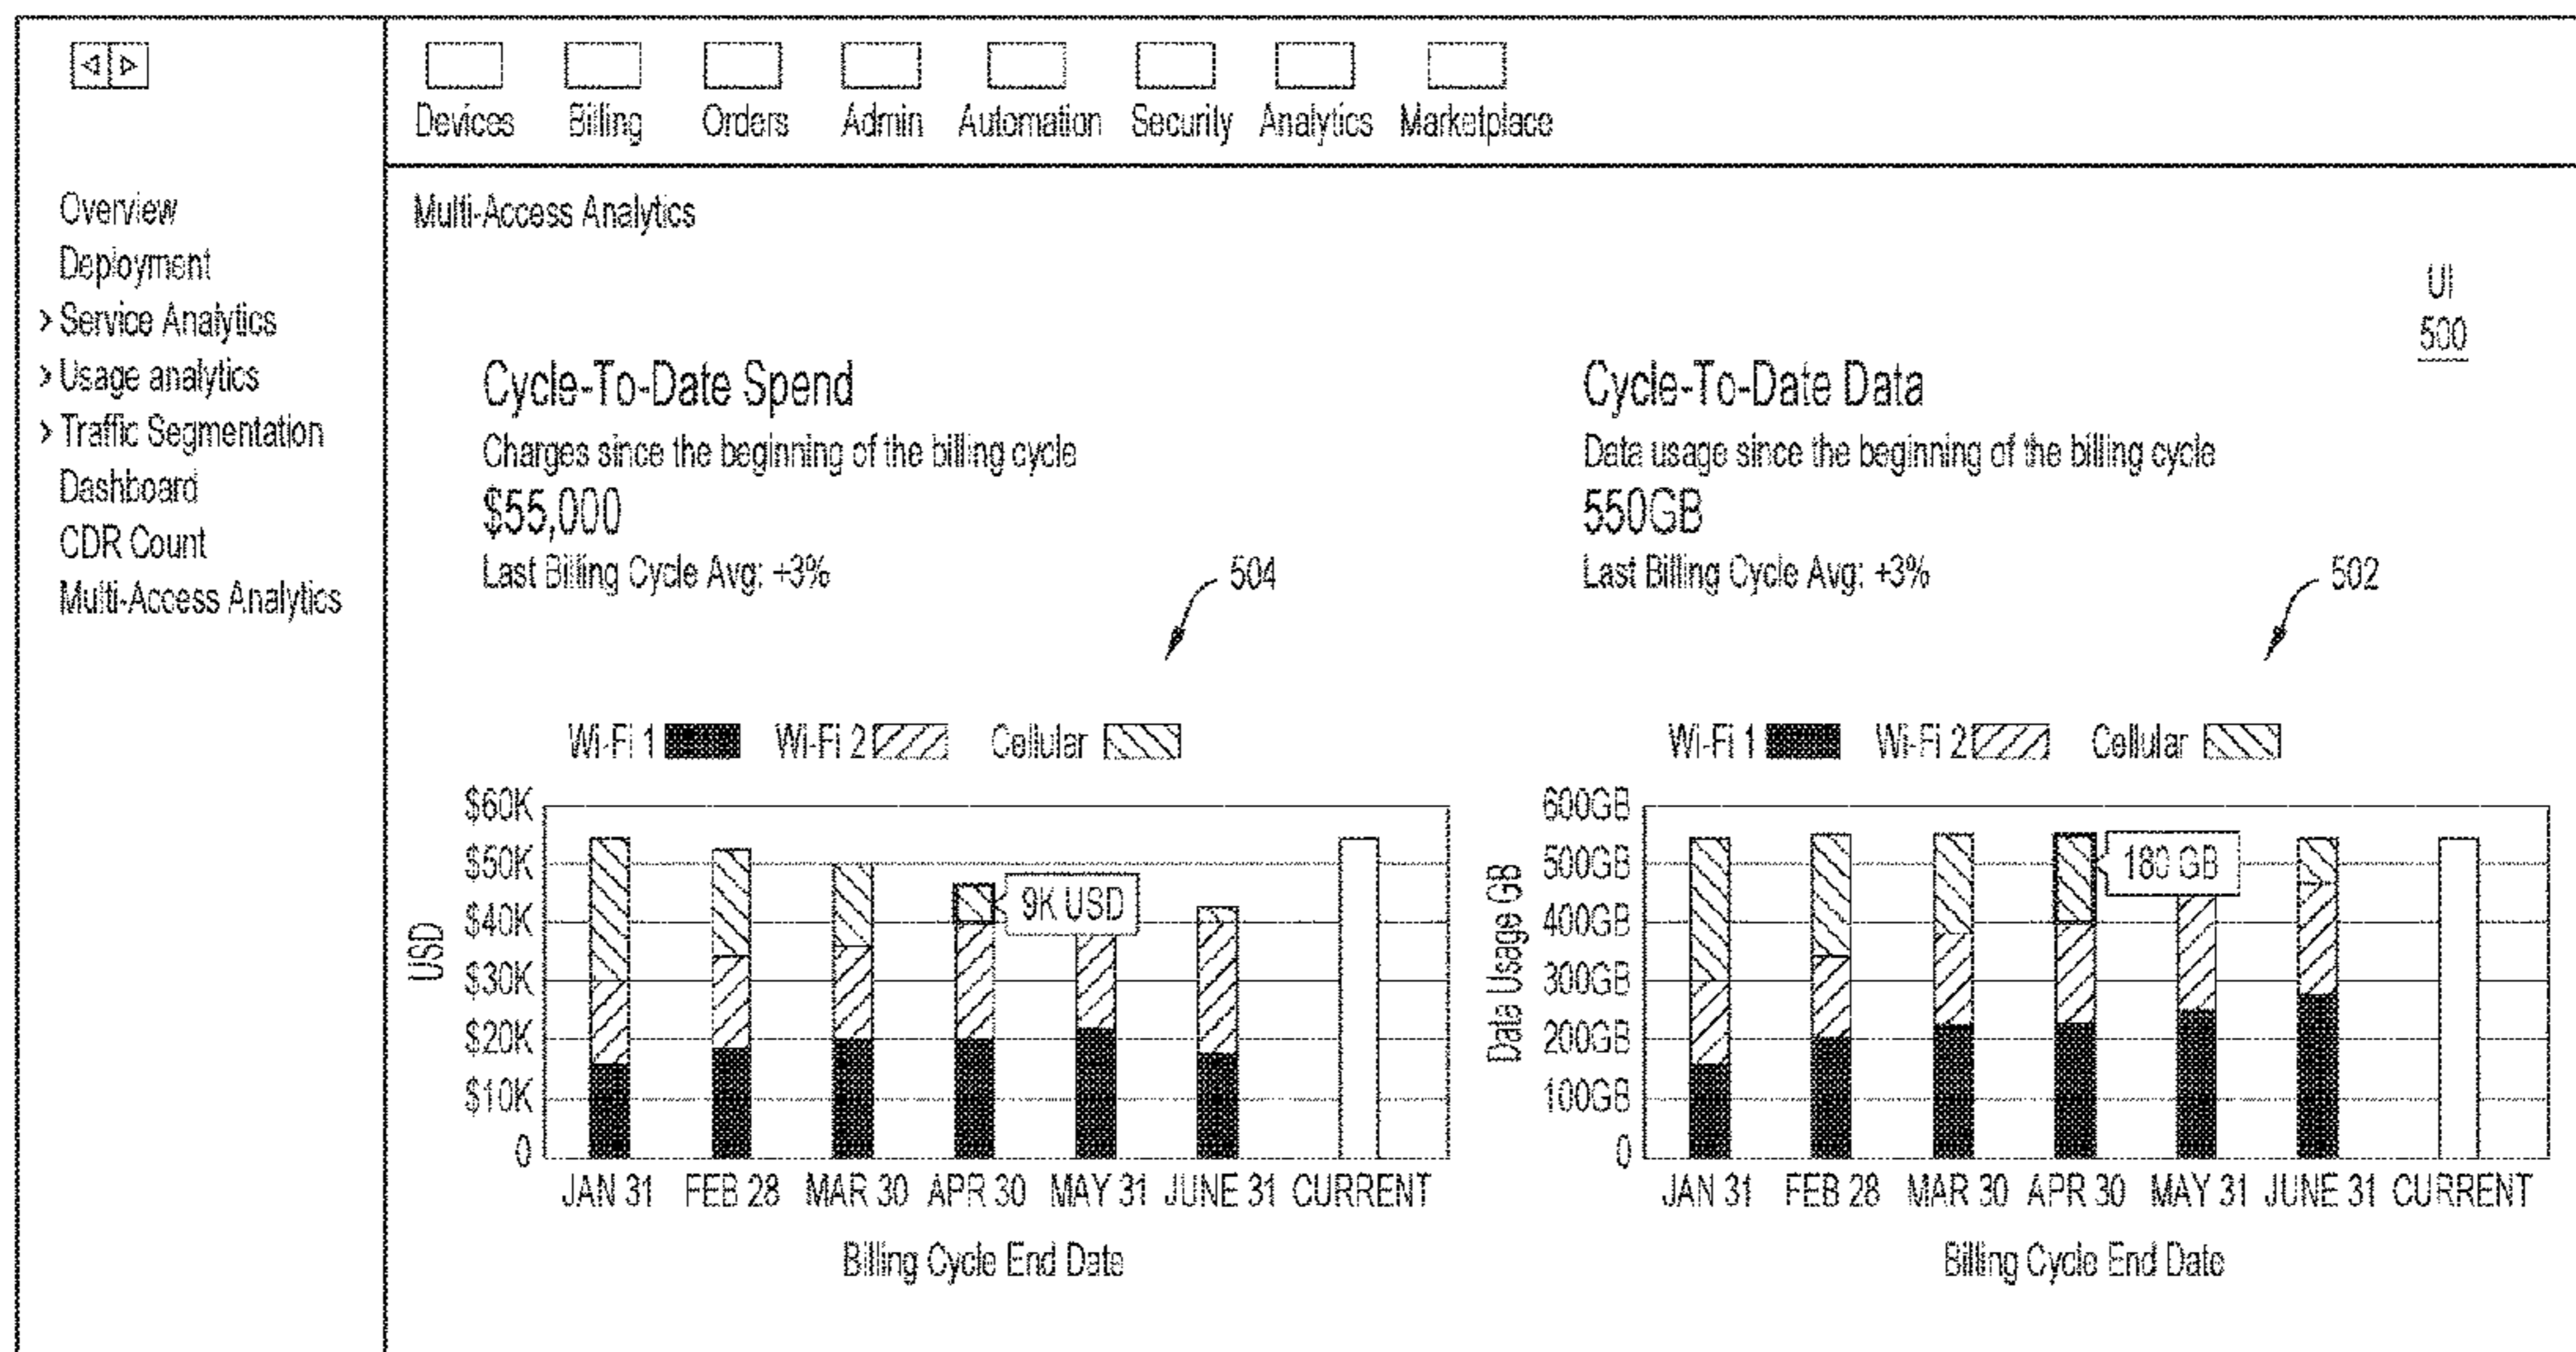 Devices Billing Orders Admin Automation Security Analytics Marketplace
Overview
Deployment
> Service Analytics
> Usage analytics
> Traffic Segmentation
Dashboard
CDR Count
Multi-Access Analytics
Multi-Access Analytics
UI
500
Cycle-To-Date Spend
Charges since the beginning of the billing cycle
$55,000
Last Billing Cycle Avg: +3%
504
Wi-Fi 1 Wi-Fi 2 Cellular
$60K
$50K
$40K
$30K
$20K
$10K
0
USD
9K USD
JAN 31 FEB 28 MAR 30 APR 30 MAY 31 JUNE 31 CURRENT
Billing Cycle End Date
Cycle-To-Date Data
Data usage since the beginning of the billing cycle
550GB
Last Billing Cycle Avg: +3%
502
Wi-Fi 1 Wi-Fi 2 Cellular
600GB
500GB
400GB
300GB
200GB
100GB
0
Data Usage GB
180 GB
JAN 31 FEB 28 MAR 30 APR 30 MAY 31 JUNE 31 CURRENT
Billing Cycle End Date